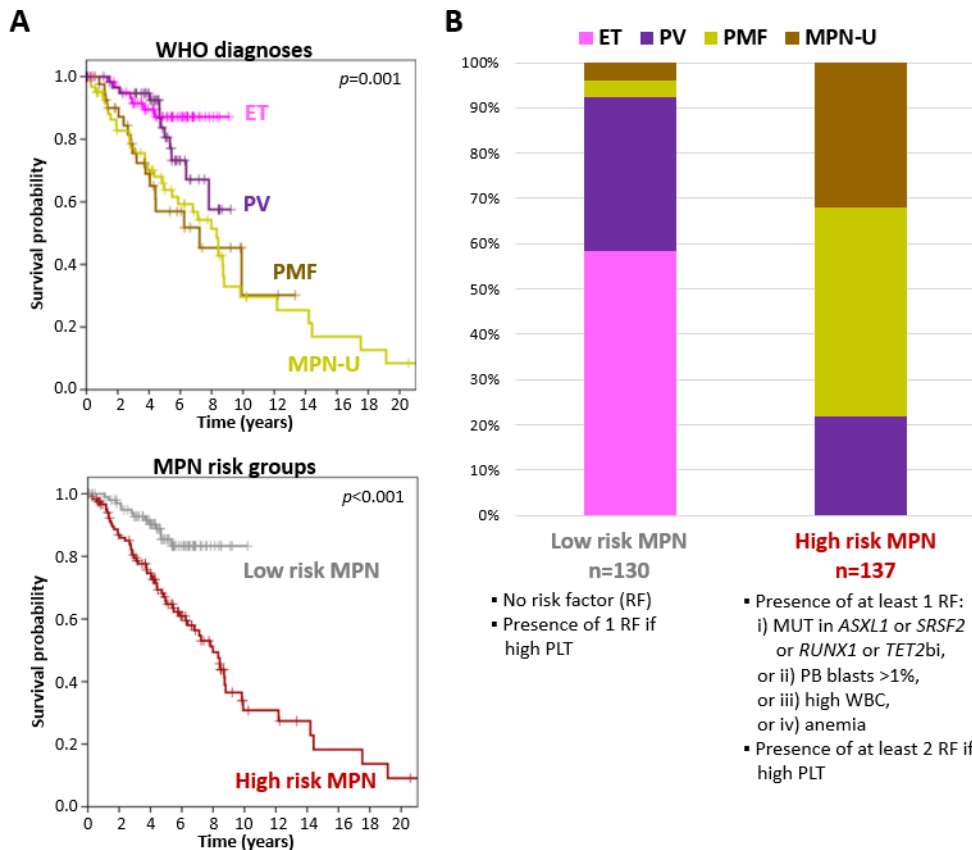 A
WHO diagnoses
p=0.001
1.0
0.8
0.6
0.4
0.2
0.0
Survival probability
ET
PV
PMF
MPN-U
0 2 4 6 8 10 12 14 16 18 20
Time (years)
MPN risk groups
p<0.001
1.0
0.8
0.6
0.4
0.2
0.0
Survival probability
Low risk MPN
High risk MPN
0 2 4 6 8 10 12 14 16 18 20
Time (years)
B
ET PV PMF MPN-U
100%
90%
80%
70%
60%
50%
40%
30%
20%
10%
0%
Low risk MPN
n=130
▪ No risk factor (RF)
▪ Presence of 1 RF if
high PLT
High risk MPN
n=137
▪ Presence of at least 1 RF:
i) MUT in ASXL1 or SRSF2
or RUNX1 or TET2bi,
or ii) PB blasts >1%,
or iii) high WBC,
or iv) anemia
▪ Presence of at least 2 RF if
high PLT